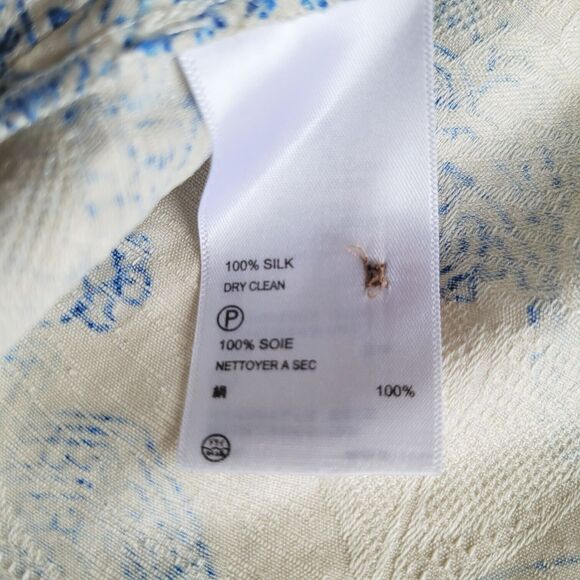 100% SILK
DRY CLEAN
P
100% SOIE
NETTOYER A SEC
絹 100%